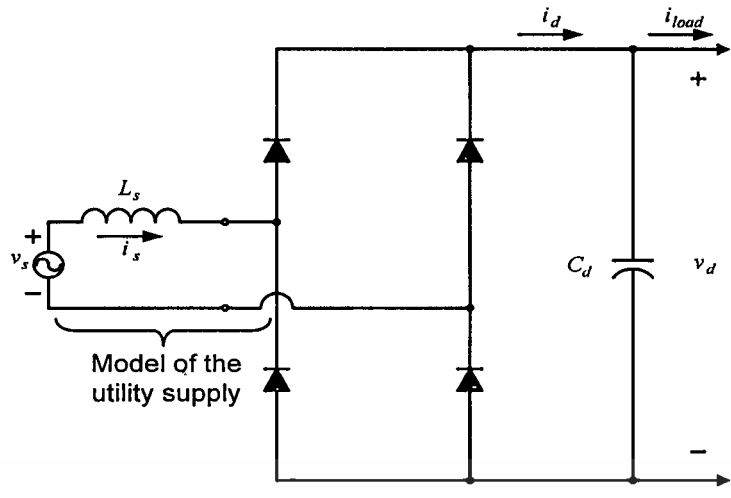 i_d
i_load
+
L_s
+
i_s
v_s
C_d
v_d
−
Model of the
utility supply
−